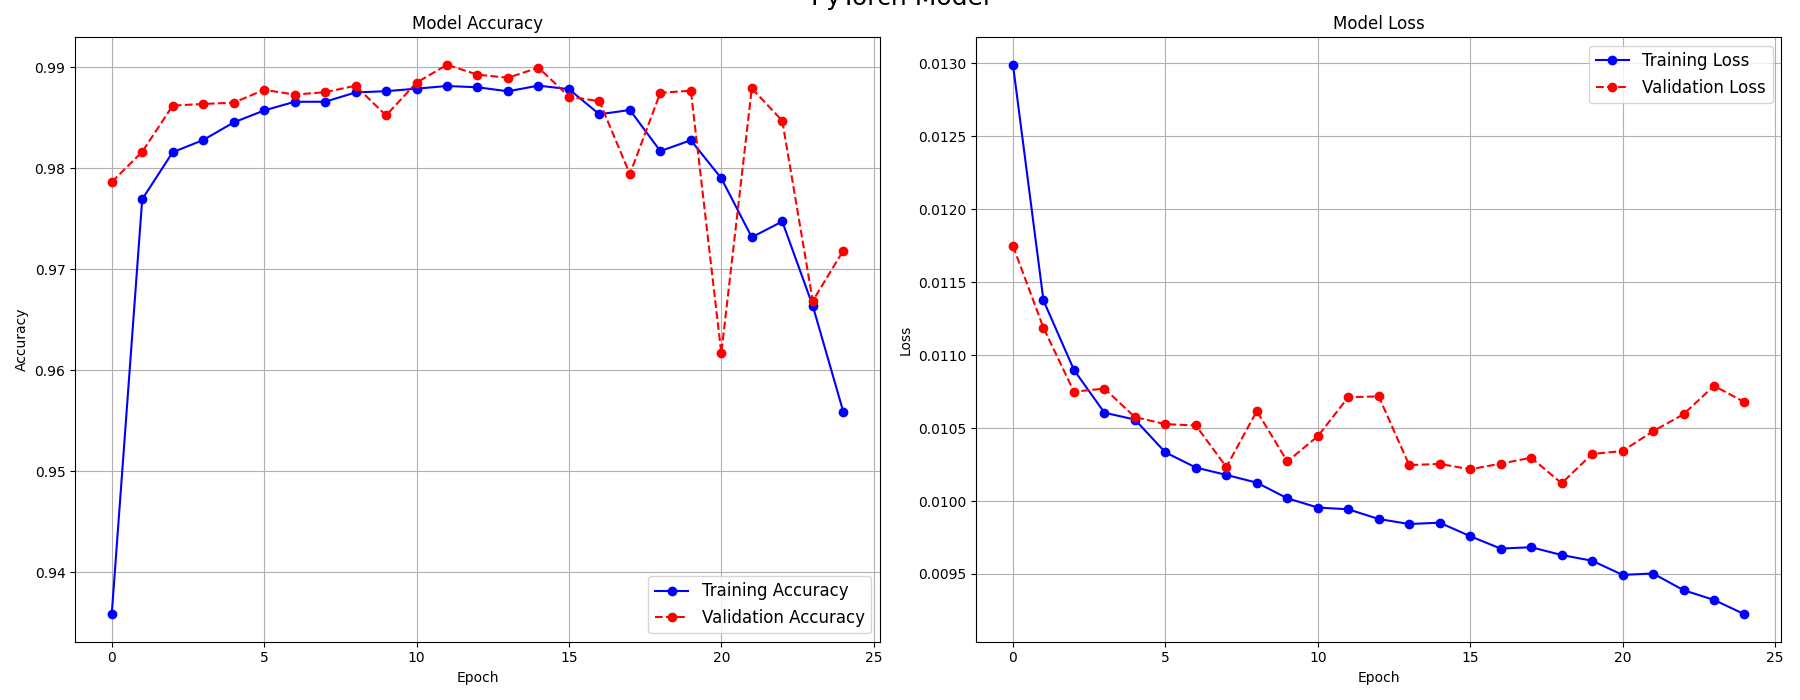 PyTorch Model
Model Accuracy
0.99
0.98
0.97
0.96
0.95
0.94
Accuracy
Training Accuracy
Validation Accuracy
0 5 10 15 20 25
Epoch
Model Loss
0.0130
0.0125
0.0120
0.0115
0.0110
0.0105
0.0100
0.0095
Loss
Training Loss
Validation Loss
0 5 10 15 20 25
Epoch